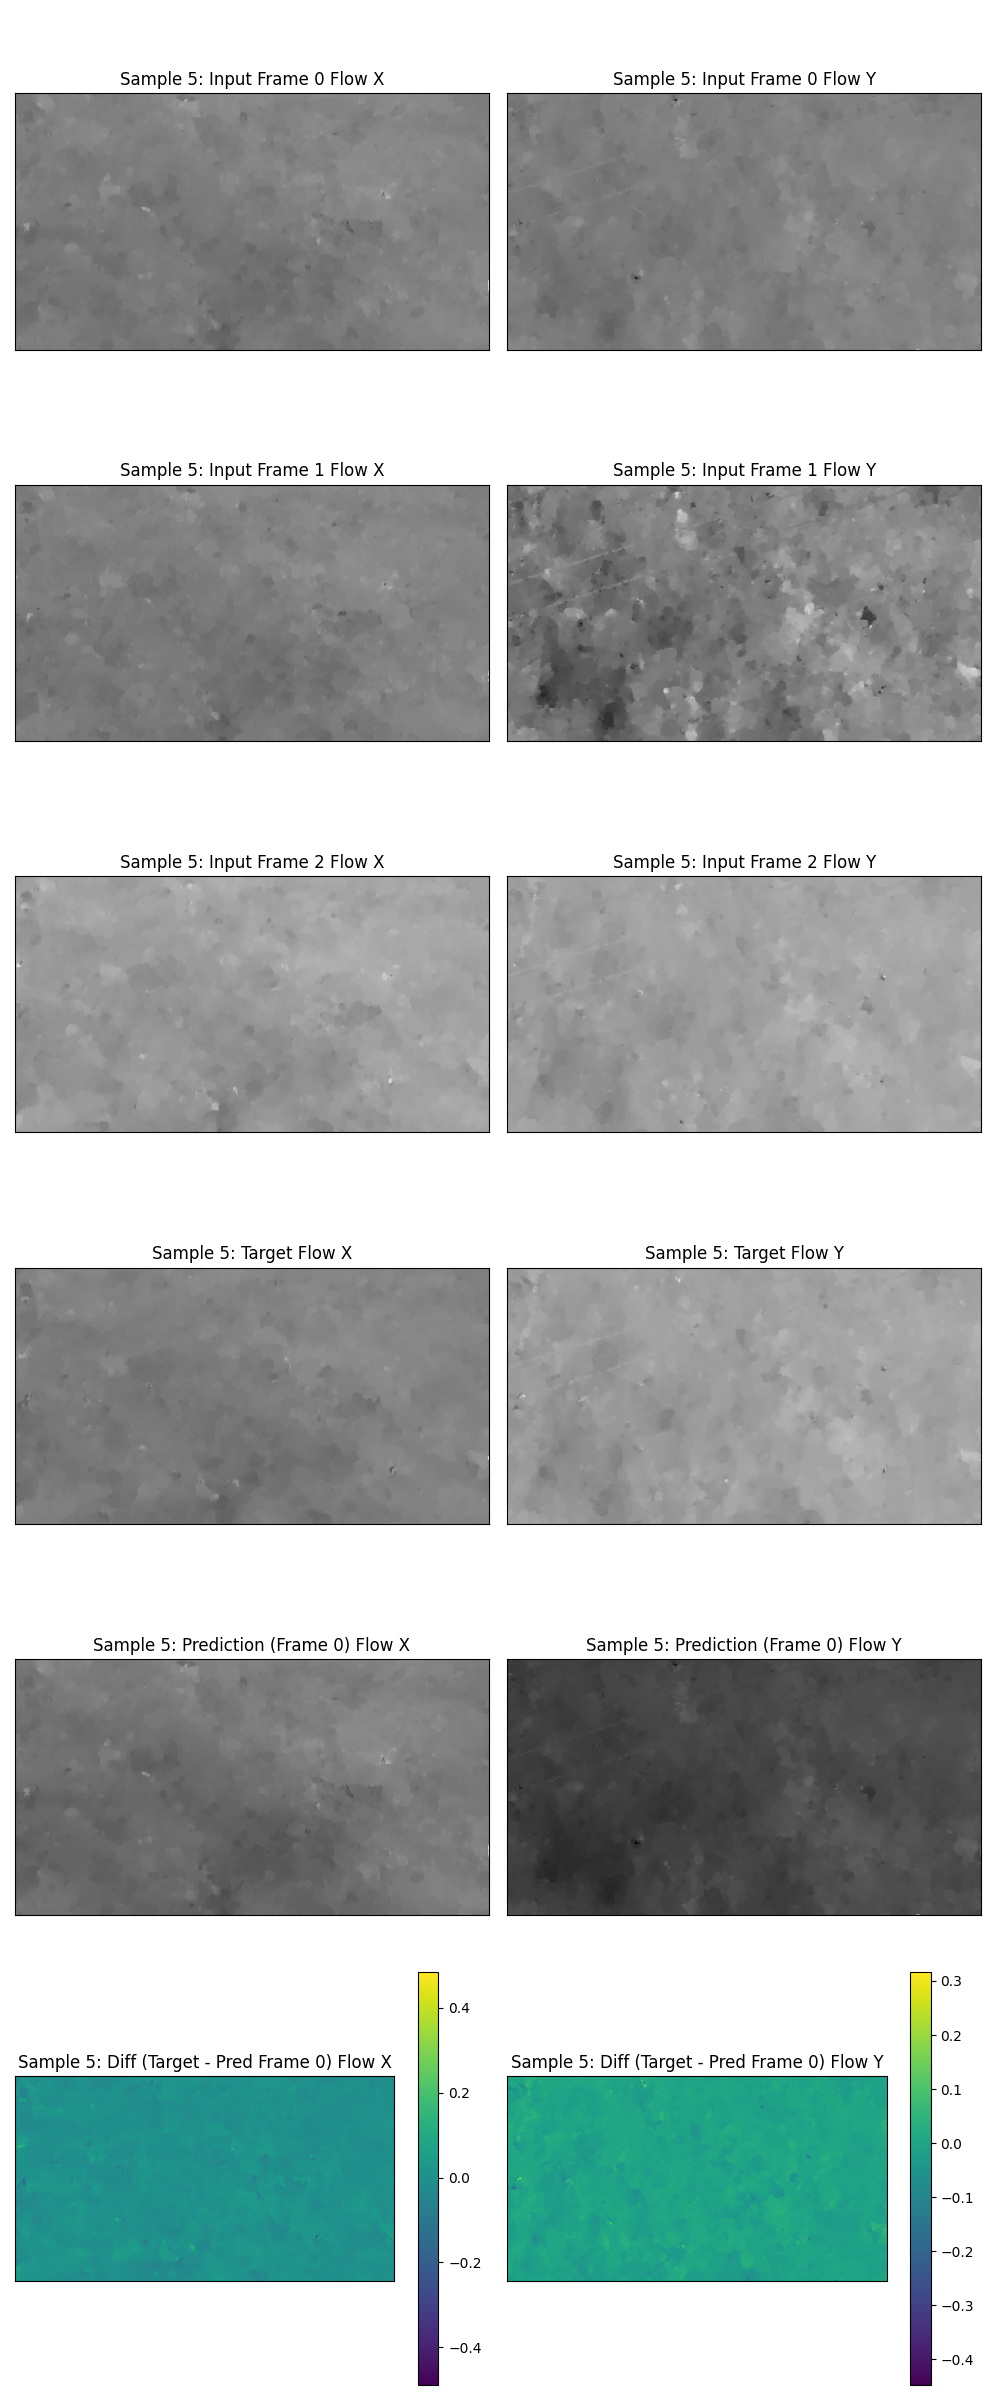 Sample 5: Input Frame 0 Flow X
Sample 5: Input Frame 0 Flow Y
Sample 5: Input Frame 1 Flow X
Sample 5: Input Frame 1 Flow Y
Sample 5: Input Frame 2 Flow X
Sample 5: Input Frame 2 Flow Y
Sample 5: Target Flow X
Sample 5: Target Flow Y
Sample 5: Prediction (Frame 0) Flow X
Sample 5: Prediction (Frame 0) Flow Y
Sample 5: Diff (Target - Pred Frame 0) Flow X
0.4
0.2
0.0
−0.2
−0.4
Sample 5: Diff (Target - Pred Frame 0) Flow Y
0.3
0.2
0.1
0.0
−0.1
−0.2
−0.3
−0.4